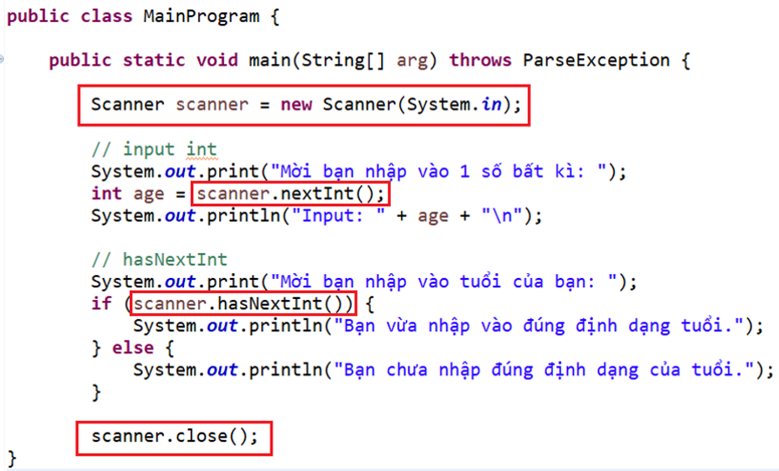 public class MainProgram {
public static void main(String[] arg) throws ParseException {
Scanner scanner = new Scanner(System.in);
// input int
System.out.print("Mời bạn nhập vào 1 số bất kì: ");
int age = scanner.nextInt();
System.out.println("Input: " + age + "\n");
// hasNextInt
System.out.print("Mời bạn nhập vào tuổi của bạn: ");
if (scanner.hasNextInt()) {
System.out.println("Bạn vừa nhập vào đúng định dạng tuổi.");
} else {
System.out.println("Bạn chưa nhập đúng định dạng của tuổi.");
}
scanner.close();
}